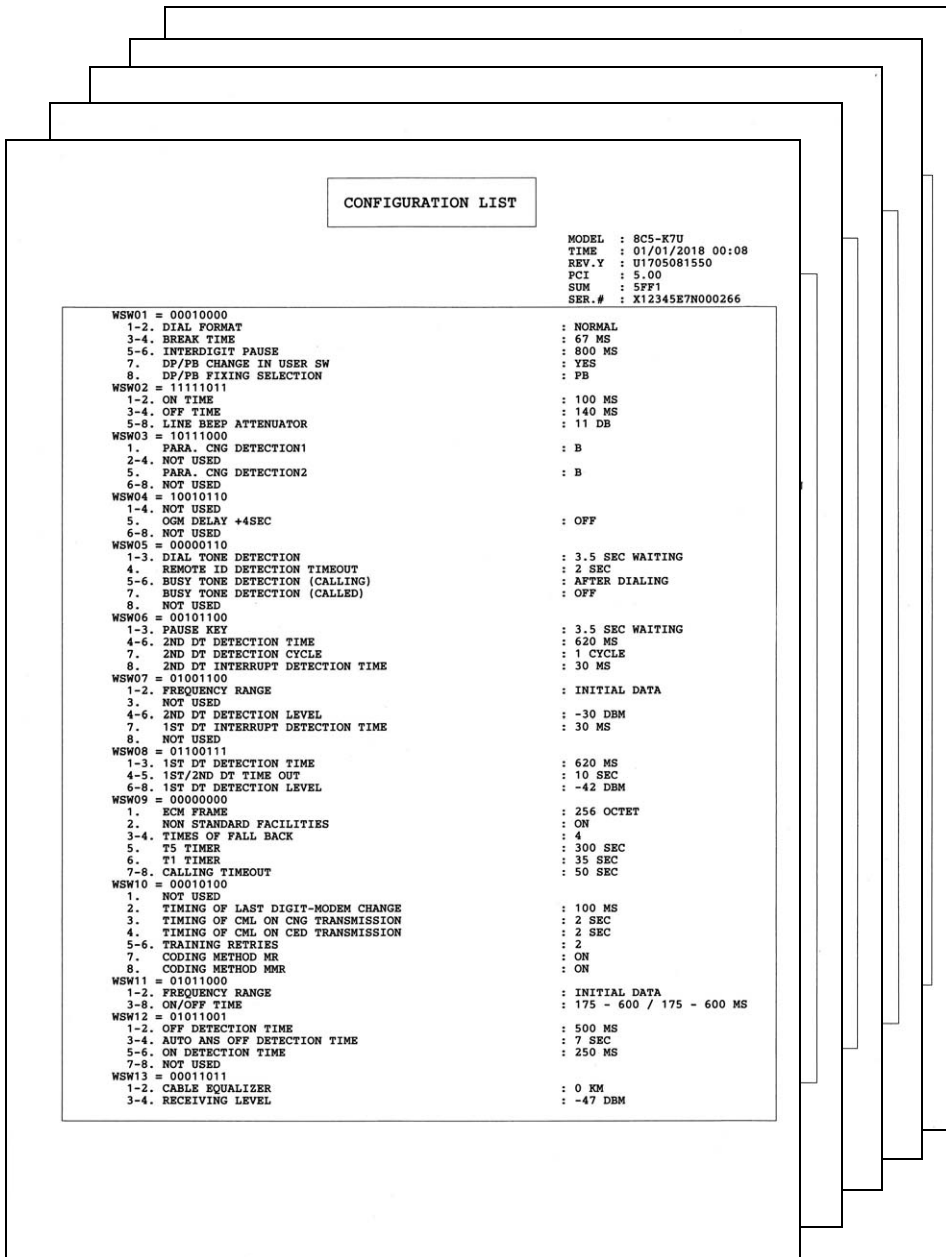 CONFIGURATION LIST
MODEL : 8C5-K7U
TIME : 01/01/2018 00:08
REV.Y : U1705081550
PCI : 5.00
SUM : 5FF1
SER.# : X12345E7N000266
WSW01 = 00010000
1-2. DIAL FORMAT : NORMAL
3-4. BREAK TIME : 67 MS
5-6. INTERDIGIT PAUSE : 800 MS
7. DP/PB CHANGE IN USER SW : YES
8. DP/PB FIXING SELECTION : PB
WSW02 = 11111011
1-2. ON TIME : 100 MS
3-4. OFF TIME : 140 MS
5-8. LINE BEEP ATTENUATOR : 11 DB
WSW03 = 10111000
1. PARA. CNG DETECTION1 : B
2-4. NOT USED
5. PARA. CNG DETECTION2 : B
6-8. NOT USED
WSW04 = 10010110
1-4. NOT USED
5. OGM DELAY +4SEC : OFF
6-8. NOT USED
WSW05 = 00000110
1-3. DIAL TONE DETECTION : 3.5 SEC WAITING
4. REMOTE ID DETECTION TIMEOUT : 2 SEC
5-6. BUSY TONE DETECTION (CALLING) : AFTER DIALING
7. BUSY TONE DETECTION (CALLED) : OFF
8. NOT USED
WSW06 = 00101100
1-3. PAUSE KEY : 3.5 SEC WAITING
4-6. 2ND DT DETECTION TIME : 620 MS
7. 2ND DT DETECTION CYCLE : 1 CYCLE
8. 2ND DT INTERRUPT DETECTION TIME : 30 MS
WSW07 = 01001100
1-2. FREQUENCY RANGE : INITIAL DATA
3. NOT USED
4-6. 2ND DT DETECTION LEVEL : -30 DBM
7. 1ST DT INTERRUPT DETECTION TIME : 30 MS
8. NOT USED
WSW08 = 01100111
1-3. 1ST DT DETECTION TIME : 620 MS
4-5. 1ST/2ND DT TIME OUT : 10 SEC
6-8. 1ST DT DETECTION LEVEL : -42 DBM
WSW09 = 00000000
1. ECM FRAME : 256 OCTET
2. NON STANDARD FACILITIES : ON
3-4. TIMES OF FALL BACK : 4
5. T5 TIMER : 300 SEC
6. T1 TIMER : 35 SEC
7-8. CALLING TIMEOUT : 50 SEC
WSW10 = 00010100
1. NOT USED
2. TIMING OF LAST DIGIT-MODEM CHANGE : 100 MS
3. TIMING OF CML ON CNG TRANSMISSION : 2 SEC
4. TIMING OF CML ON CED TRANSMISSION : 2 SEC
5-6. TRAINING RETRIES : 2
7. CODING METHOD MR : ON
8. CODING METHOD MMR : ON
WSW11 = 01011000
1-2. FREQUENCY RANGE : INITIAL DATA
3-8. ON/OFF TIME : 175 - 600 / 175 - 600 MS
WSW12 = 01011001
1-2. OFF DETECTION TIME : 500 MS
3-4. AUTO ANS OFF DETECTION TIME : 7 SEC
5-6. ON DETECTION TIME : 250 MS
7-8. NOT USED
WSW13 = 00011011
1-2. CABLE EQUALIZER : 0 KM
3-4. RECEIVING LEVEL : -47 DBM